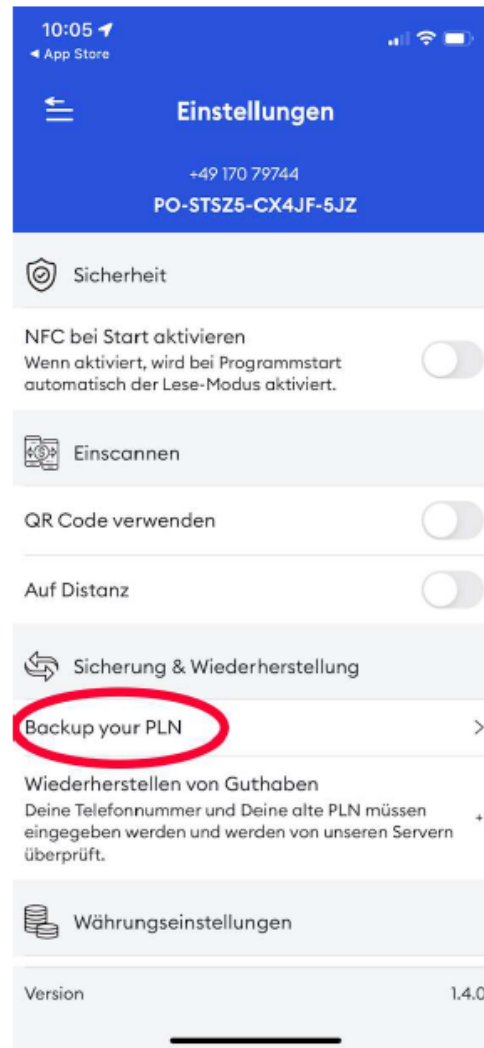 10:05
◀ App Store
Einstellungen
+49 170 79744
PO-STSZ5-CX4JF-5JZ
Sicherheit
NFC bei Start aktivieren
Wenn aktiviert, wird bei Programmstart
automatisch der Lese-Modus aktiviert.
Einscannen
QR Code verwenden
Auf Distanz
Sicherung & Wiederherstellung
Backup your PLN
Wiederherstellen von Guthaben
Deine Telefonnummer und Deine alte PLN müssen
eingegeben werden und werden von unseren Servern
überprüft.
Währungseinstellungen
Version 1.4.0